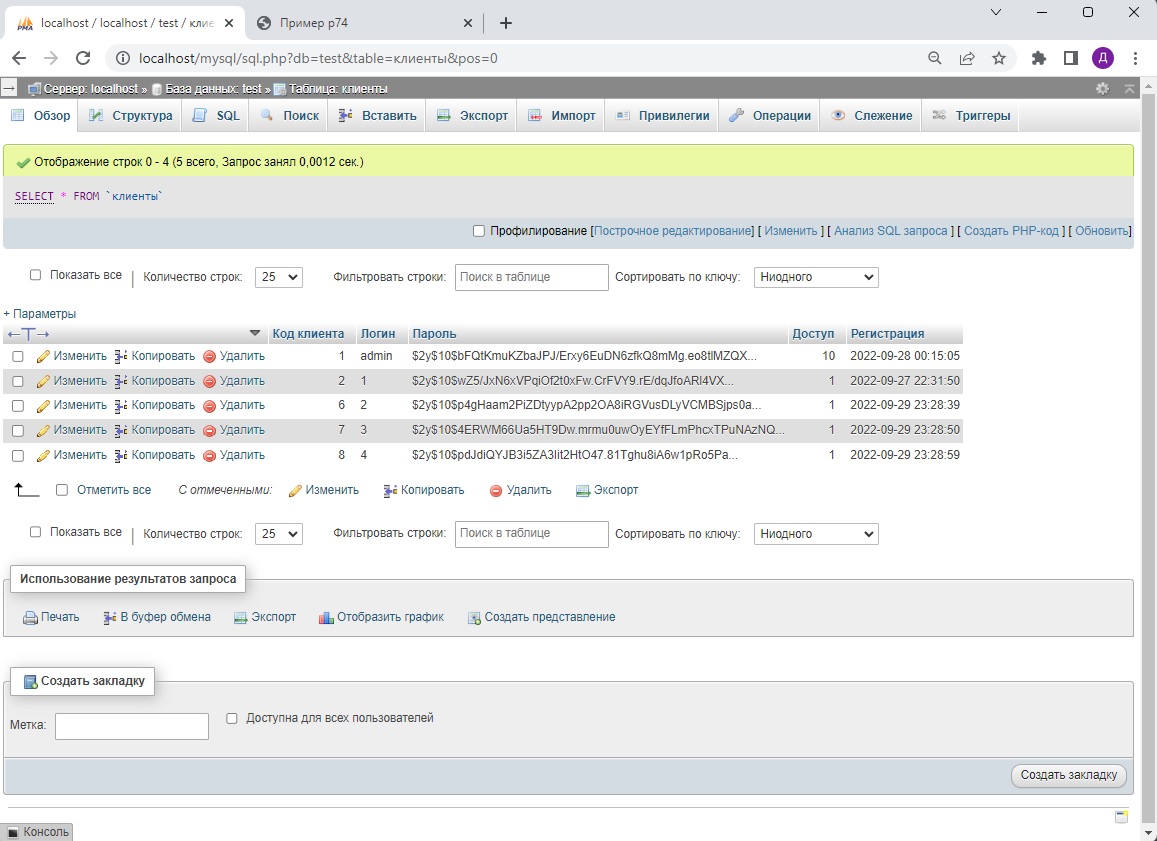 localhost / localhost / test / клие
Пример p74
localhost/mysql/sql.php?db=test&table=клиенты&pos=0
Д
Сервер: localhost » База данных: test » Таблица: клиенты
Обзор Структура SQL Поиск Вставить Экспорт Импорт Привилегии Операции Слежение Триггеры
Отображение строк 0 - 4 (5 всего, Запрос занял 0,0012 сек.)
SELECT * FROM `клиенты`
Профилирование [Построчное редактирование] [ Изменить ] [ Анализ SQL запроса ] [ Создать PHP-код ] [ Обновить]
Показать все | Количество строк: 25 Фильтровать строки: Поиск в таблице Сортировать по ключу: Ниодного
+ Параметры
←T→ Код клиента Логин Пароль Доступ Регистрация
Изменить Копировать Удалить 1 admin $2y$10$bFQtKmuKZbaJPJ/Erxy6EuDN6zfkQ8mMg.eo8tlMZQX... 10 2022-09-28 00:15:05
Изменить Копировать Удалить 2 1 $2y$10$wZ5/JxN6xVPqiOf2t0xFw.CrFVY9.rE/dqJfoARl4VX... 1 2022-09-27 22:31:50
Изменить Копировать Удалить 6 2 $2y$10$p4gHaam2PiZDtyypA2pp2OA8iRGVusDLyVCMBSjps0a... 1 2022-09-29 23:28:39
Изменить Копировать Удалить 7 3 $2y$10$4ERWM66Ua5HT9Dw.mrmu0uwOyEYfFLmPhcxTPuNAzNQ... 1 2022-09-29 23:28:50
Изменить Копировать Удалить 8 4 $2y$10$pdJdiQYJB3i5ZA3Iit2HtO47.81Tghu8iA6w1pRo5Pa... 1 2022-09-29 23:28:59
Отметить все С отмеченными: Изменить Копировать Удалить Экспорт
Показать все | Количество строк: 25 Фильтровать строки: Поиск в таблице Сортировать по ключу: Ниодного
Использование результатов запроса
Печать В буфер обмена Экспорт Отобразить график Создать представление
Создать закладку
Метка: Доступна для всех пользователей
Создать закладку
Консоль